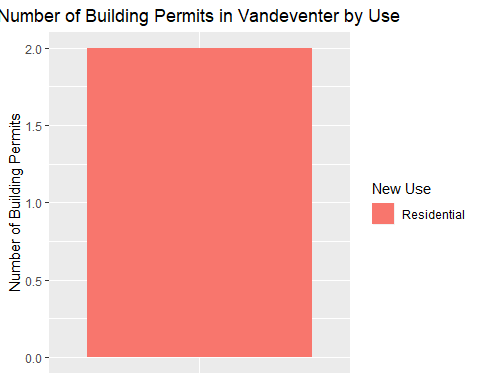 Number of Building Permits in Vandeventer by Use
Number of Building Permits
2.0
1.5
1.0
0.5
0.0
New Use
Residential